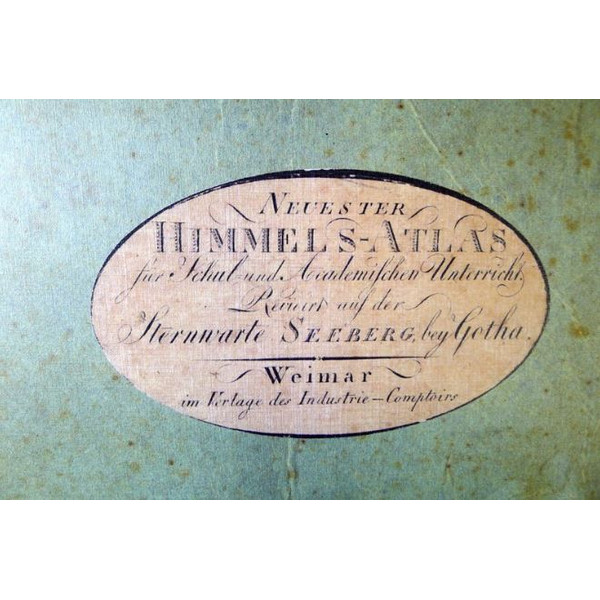 NEUESTER
HIMMELS-ATLAS
für Schul-und Academiſchen Unterricht,
Revidirt auf der
Sternwarte SEEBERG, bey Gotha.
Weimar
im Verlage des Industrie-Comptoirs